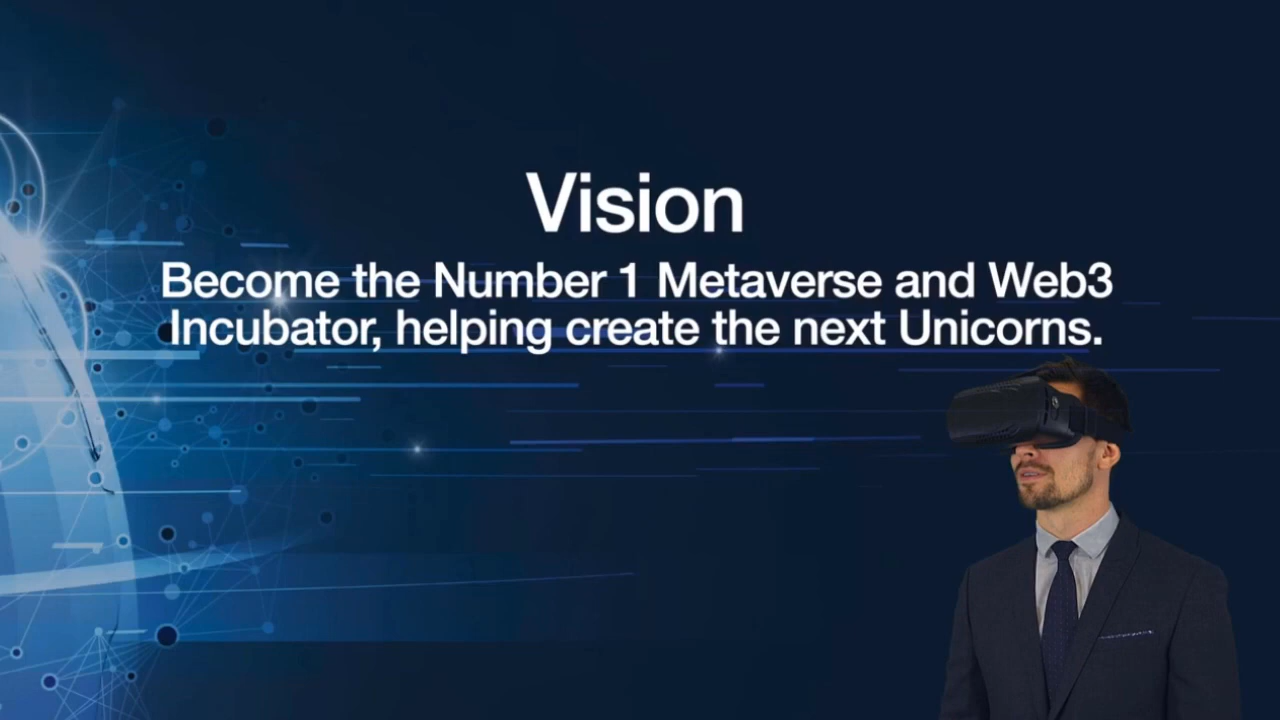 Vision
Become the Number 1 Metaverse and Web3
Incubator, helping create the next Unicorns.